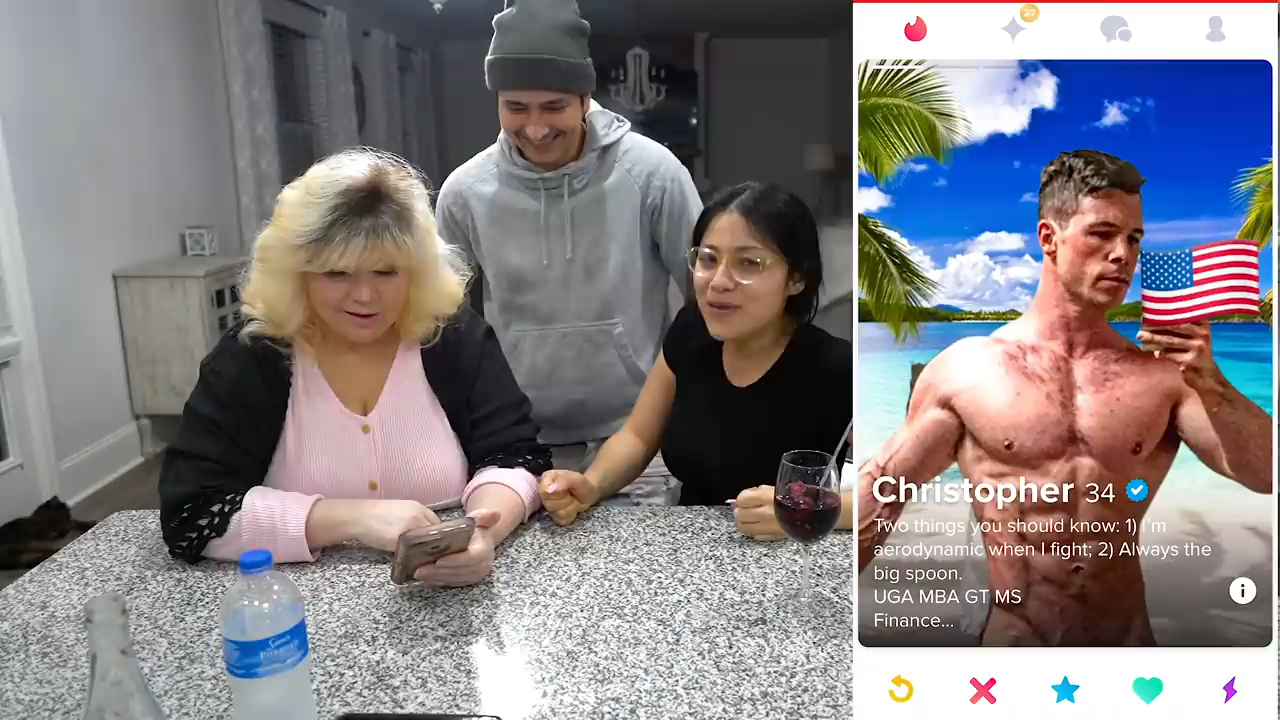 27
Christopher 34
Two things you should know: 1) I'm
aerodynamic when I fight; 2) Always the
big spoon.
UGA MBA GT MS
Finance...